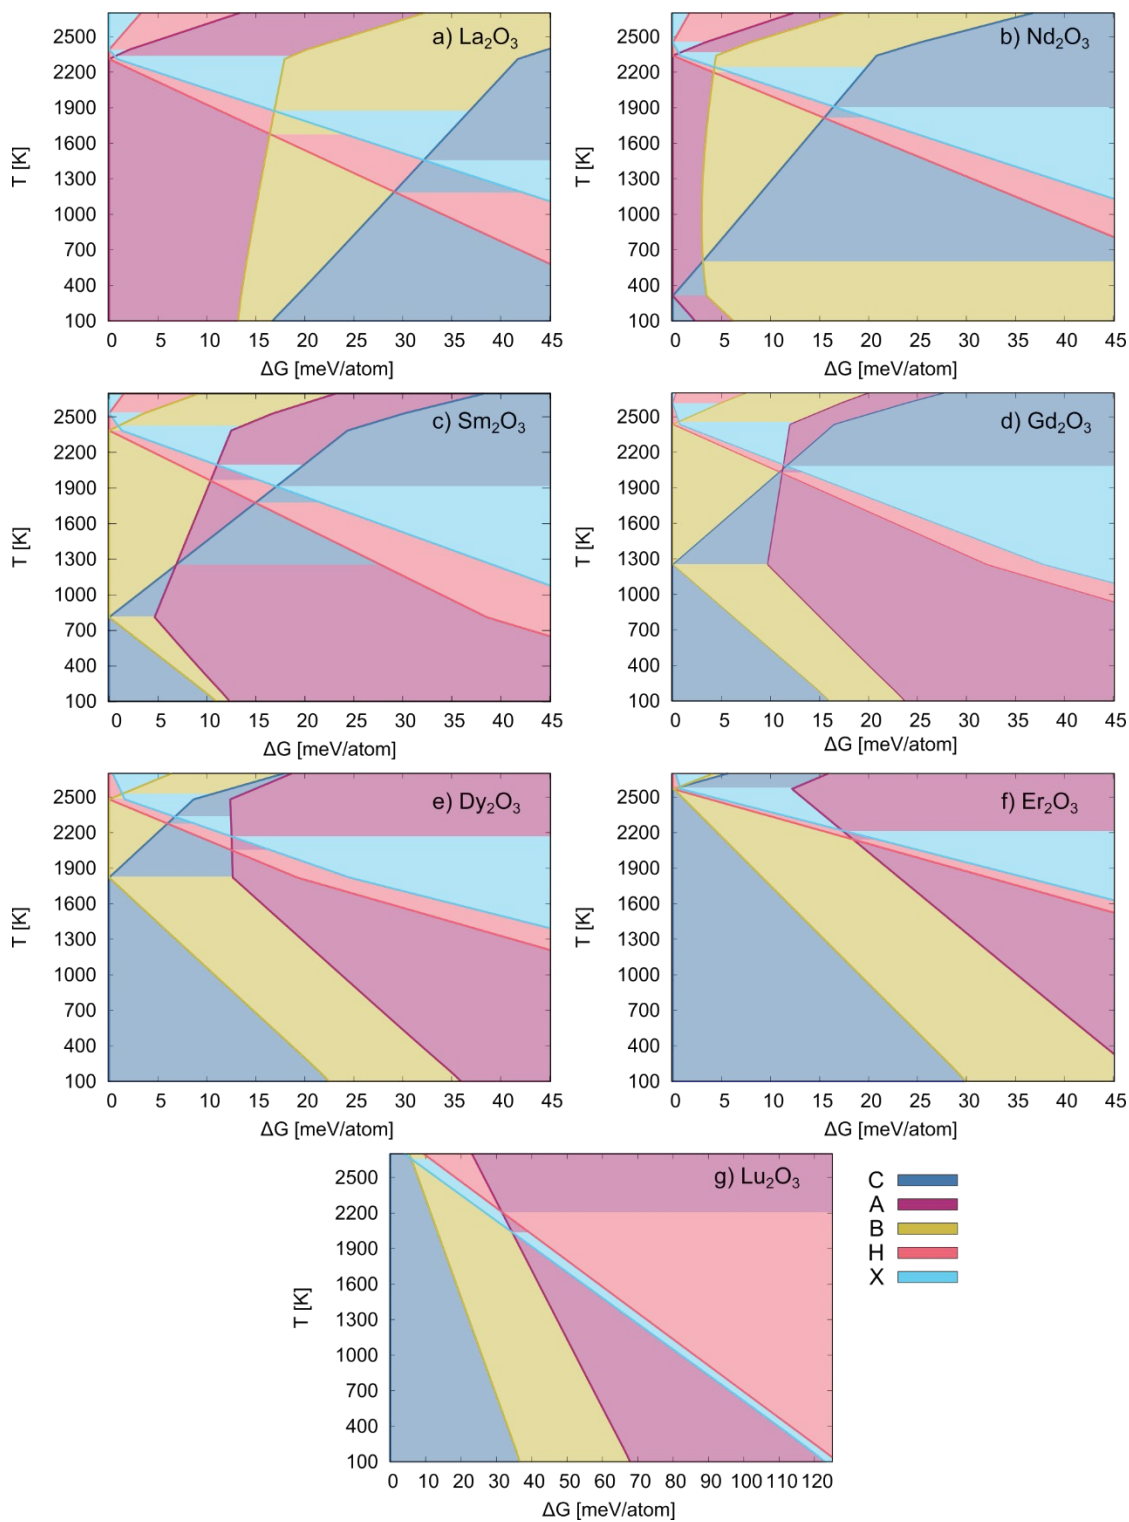 a) La₂O₃
T [K]
2500
2200
1900
1600
1300
1000
700
400
100
0 5 10 15 20 25 30 35 40 45
ΔG [meV/atom]
b) Nd₂O₃
T [K]
2500
2200
1900
1600
1300
1000
700
400
100
0 5 10 15 20 25 30 35 40 45
ΔG [meV/atom]
c) Sm₂O₃
T [K]
2500
2200
1900
1600
1300
1000
700
400
100
0 5 10 15 20 25 30 35 40 45
ΔG [meV/atom]
d) Gd₂O₃
T [K]
2500
2200
1900
1600
1300
1000
700
400
100
0 5 10 15 20 25 30 35 40 45
ΔG [meV/atom]
e) Dy₂O₃
T [K]
2500
2200
1900
1600
1300
1000
700
400
100
0 5 10 15 20 25 30 35 40 45
ΔG [meV/atom]
f) Er₂O₃
T [K]
2500
2200
1900
1600
1300
1000
700
400
100
0 5 10 15 20 25 30 35 40 45
ΔG [meV/atom]
g) Lu₂O₃
T [K]
2500
2200
1900
1600
1300
1000
700
400
100
0 10 20 30 40 50 60 70 80 90 100 110 120
ΔG [meV/atom]
C
A
B
H
X